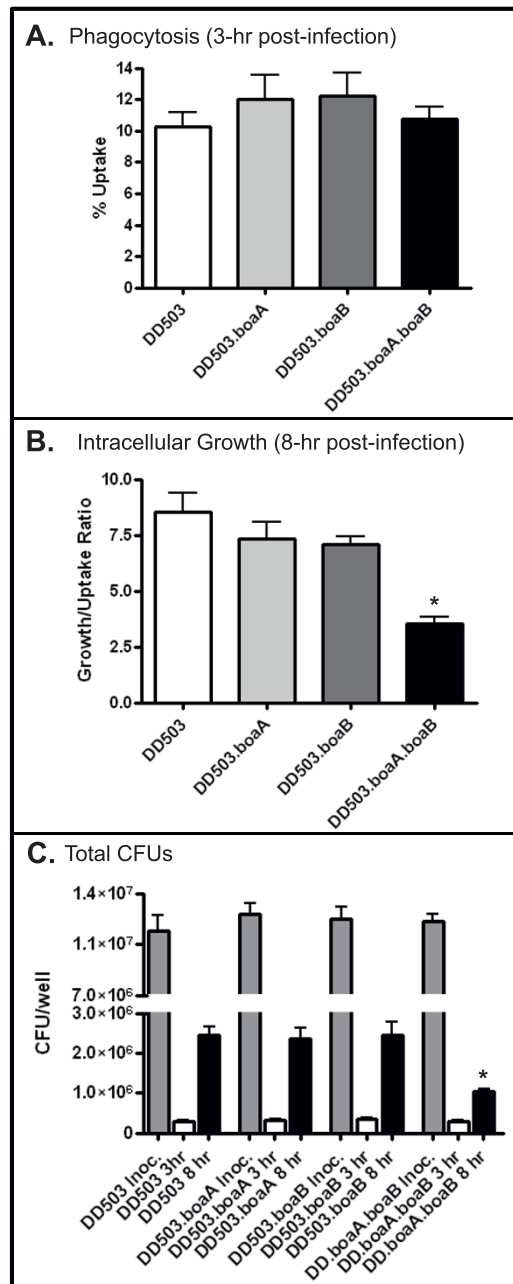 A. Phagocytosis (3-hr post-infection)
% Uptake
14
12
10
8
6
4
2
0
DD503
DD503.boaA
DD503.boaB
DD503.boaA.boaB
B. Intracellular Growth (8-hr post-infection)
Growth/Uptake Ratio
10.0
7.5
5.0
2.5
0.0
*
DD503
DD503.boaA
DD503.boaB
DD503.boaA.boaB
C. Total CFUs
CFU/well
1.4×10⁷
1.1×10⁷
7.0×10⁶
3.0×10⁶
2.0×10⁶
1.0×10⁶
0
*
DD503 Inoc.
DD503 3hr
DD503 8 hr
DD503.boaA Inoc.
DD503.boaA 3 hr
DD503.boaA 8 hr
DD503.boaB Inoc.
DD503.boaB 3 hr
DD503.boaB 8 hr
DD.boaA.boaB Inoc.
DD.boaA.boaB 3 hr
DD.boaA.boaB 8 hr